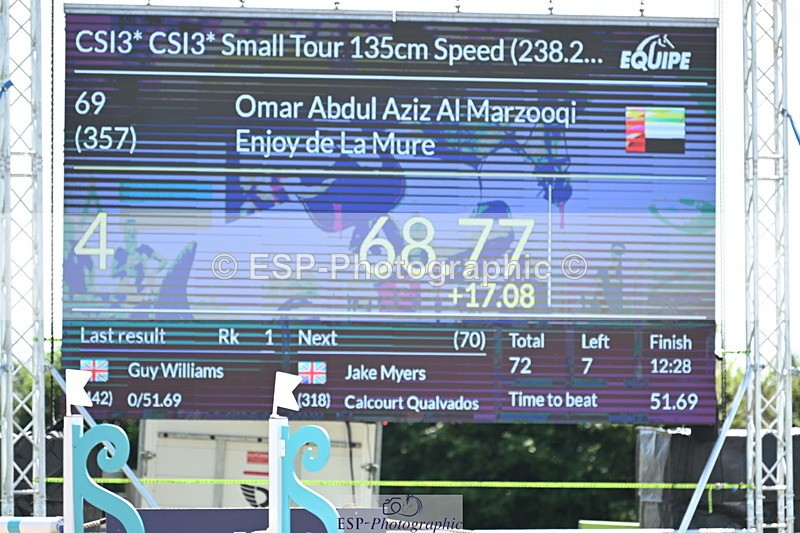 CSI3* CSI3* Small Tour 135cm Speed (238.2...
EQUIPE
69 Omar Abdul Aziz Al Marzooqi
(357) Enjoy de La Mure
4 68.77
© ESP-Photographic ©
+17.08
Last result Rk 1 Next (70) Total Left Finish
Guy Williams Jake Myers 72 7 12:28
(142) 0/51.69 (318) Calcourt Qualvados Time to beat 51.69
ESP-Photographic